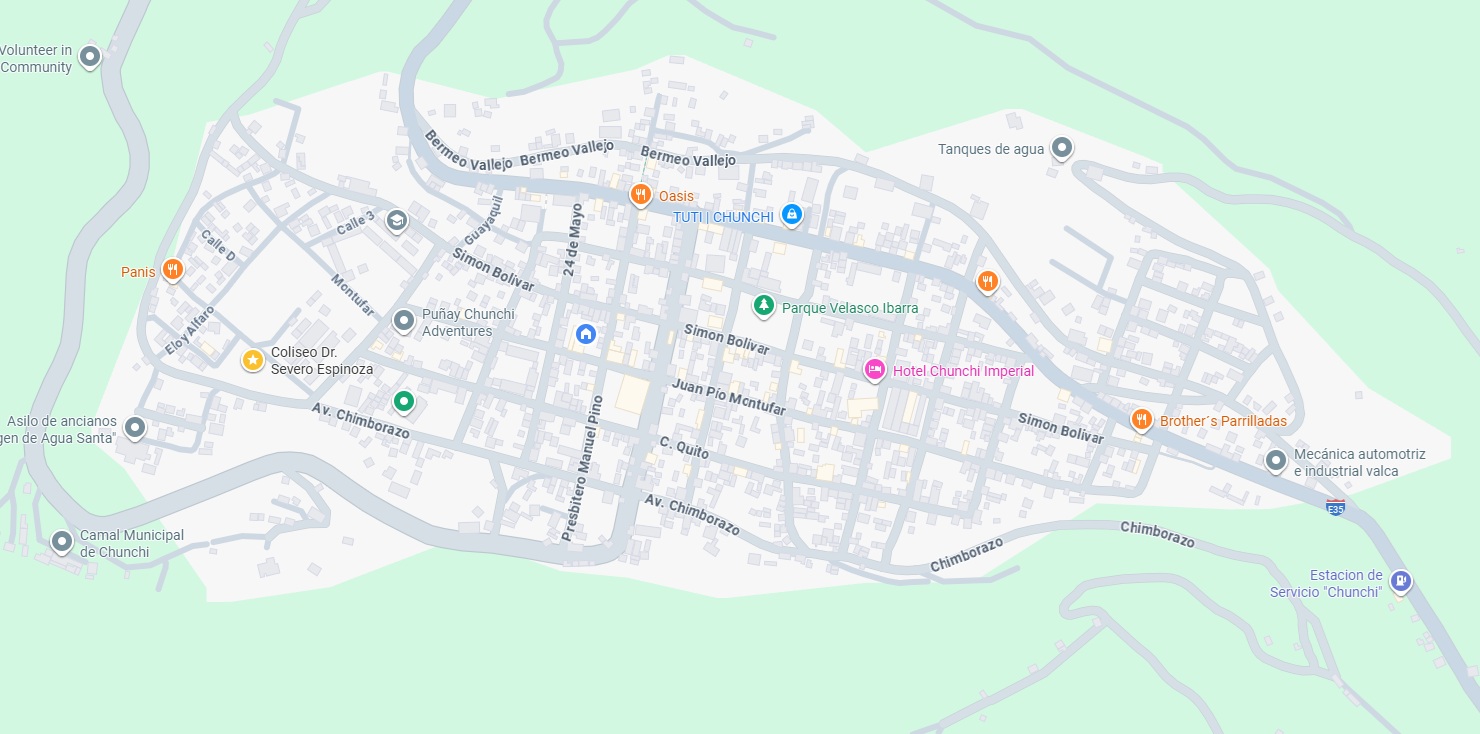 Volunteer in
Community
Bermeo Vallejo
Bermeo Vallejo
Bermeo Vallejo
Tanques de agua
Oasis
TUTI | CHUNCHI
Calle 3
Guayaquil
24 de Mayo
Calle D
Simon Bolivar
Panis
Montufar
Puñay Chunchi
Adventures
Parque Velasco Ibarra
Eloy Alfaro
Simon Bolivar
Coliseo Dr.
Severo Espinoza
Hotel Chunchi Imperial
Juan Pío Montufar
Av. Chimborazo
Simon Bolivar
Brother´s Parrilladas
Asilo de ancianos
gen de Agua Santa"
Presbitero Manuel Pino
C. Quito
Mecánica automotriz
e industrial valca
Av. Chimborazo
E35
Camal Municipal
de Chunchi
Chimborazo
Chimborazo
Estacion de
Servicio "Chunchi"